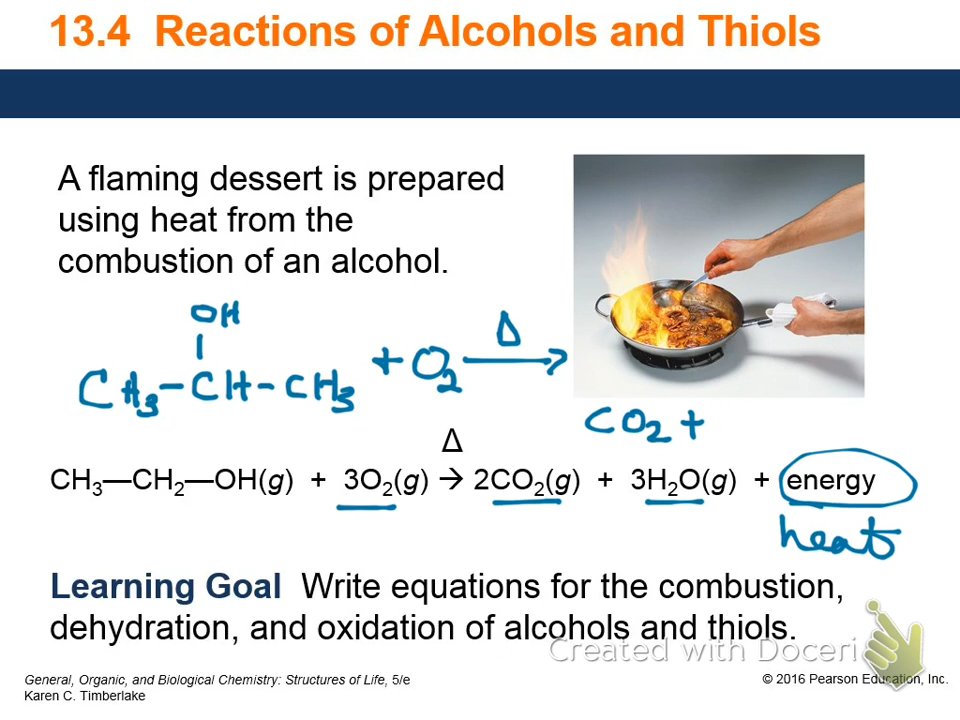 13.4 Reactions of Alcohols and Thiols
A flaming dessert is prepared
using heat from the
combustion of an alcohol.
OH
CH₃–CH–CH₃ + O₂ Δ→
CO₂ +
Δ
CH₃—CH₂—OH(g) + 3O₂(g) → 2CO₂(g) + 3H₂O(g) + energy
heat
Learning Goal Write equations for the combustion,
dehydration, and oxidation of alcohols and thiols.
Created with Doceri
General, Organic, and Biological Chemistry: Structures of Life, 5/e
Karen C. Timberlake
© 2016 Pearson Education, Inc.